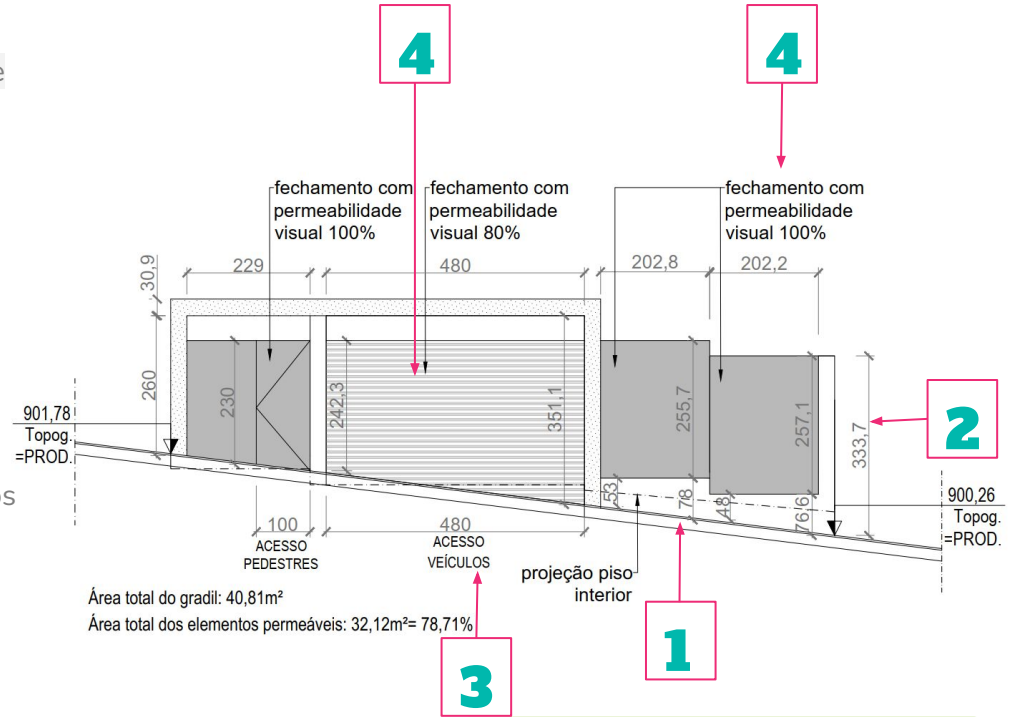 4
4
e
fechamento com
permeabilidade
visual 100%
fechamento com
permeabilidade
visual 80%
fechamento com
permeabilidade
visual 100%
30,9
229
480
202,8
202,2
260
230
242,3
351,1
255,7
257,1
333,7
2
901,78
Topog.
=PROD.
53
78
48
76,6
900,26
Topog.
=PROD.
os
100
480
ACESSO
PEDESTRES
ACESSO
VEÍCULOS
projeção piso
interior
Área total do gradil: 40,81m²
Área total dos elementos permeáveis: 32,12m²= 78,71%
1
3